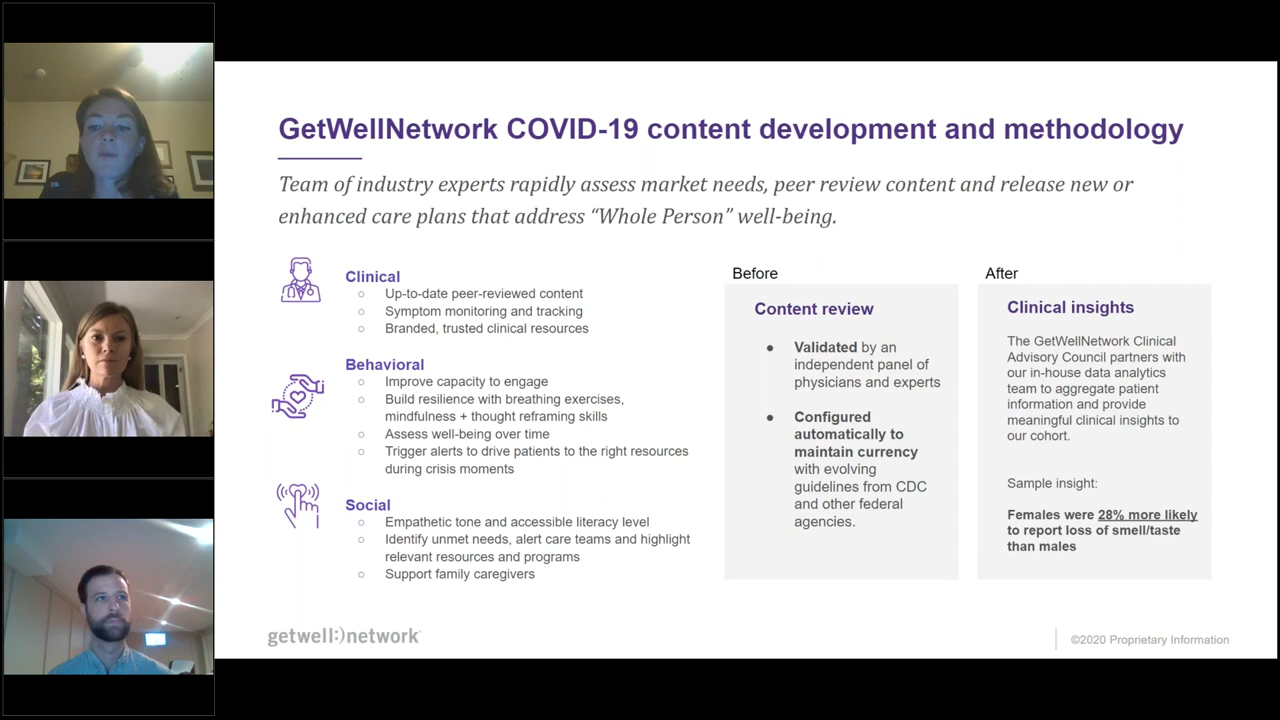 GetWellNetwork COVID-19 content development and methodology
Team of industry experts rapidly assess market needs, peer review content and release new or
enhanced care plans that address “Whole Person” well-being.
Clinical
○ Up-to-date peer-reviewed content
○ Symptom monitoring and tracking
○ Branded, trusted clinical resources
Behavioral
○ Improve capacity to engage
○ Build resilience with breathing exercises,
mindfulness + thought reframing skills
○ Assess well-being over time
○ Trigger alerts to drive patients to the right resources
during crisis moments
Social
○ Empathetic tone and accessible literacy level
○ Identify unmet needs, alert care teams and highlight
relevant resources and programs
○ Support family caregivers
Before
Content review
● Validated by an
independent panel of
physicians and experts
● Configured
automatically to
maintain currency
with evolving
guidelines from CDC
and other federal
agencies.
After
Clinical insights
The GetWellNetwork Clinical
Advisory Council partners with
our in-house data analytics
team to aggregate patient
information and provide
meaningful clinical insights to
our cohort.
Sample insight:
Females were 28% more likely
to report loss of smell/taste
than males
getwell:)network
©2020 Proprietary Information